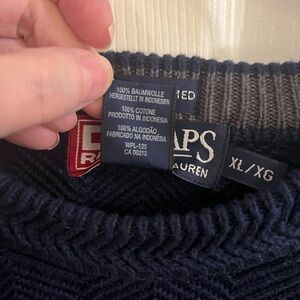 100% BAUMWOLLE
HERGESTELLT IN INDONESIEN
100% COTONE
PRODOTTO IN INDONESIA
100% ALGODÃO
FABRICADO NA INDONÉSIA
WPL-125
CA 00213
APS
AUREN
XL/XG